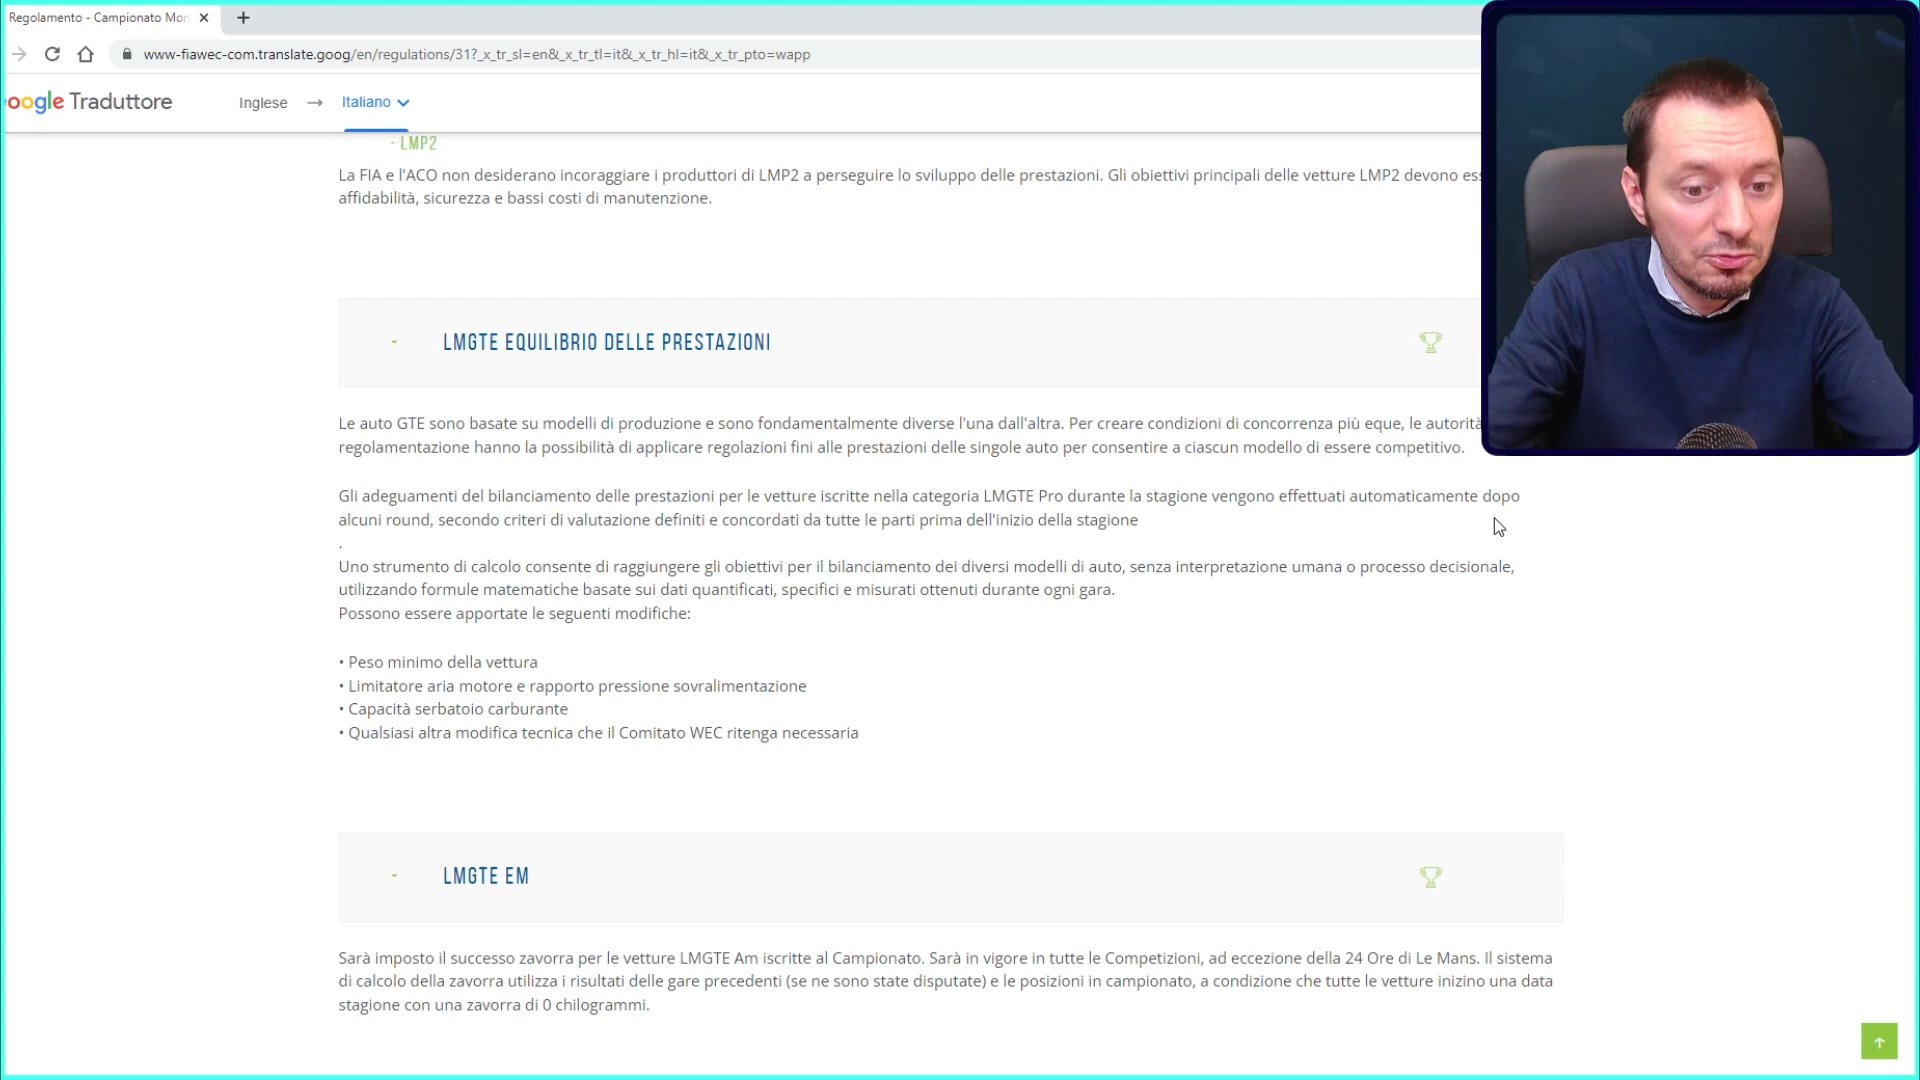 Regolamento - Campionato Mon
www-fiawec-com.translate.goog/en/regulations/31?_x_tr_sl=en&_x_tr_tl=it&_x_tr_hl=it&_x_tr_pto=wapp
oogle Traduttore
Inglese → Italiano
- LMP2
La FIA e l'ACO non desiderano incoraggiare i produttori di LMP2 a perseguire lo sviluppo delle prestazioni. Gli obiettivi principali delle vetture LMP2 devono ess
affidabilità, sicurezza e bassi costi di manutenzione.
- LMGTE EQUILIBRIO DELLE PRESTAZIONI
Le auto GTE sono basate su modelli di produzione e sono fondamentalmente diverse l'una dall'altra. Per creare condizioni di concorrenza più eque, le autorità
regolamentazione hanno la possibilità di applicare regolazioni fini alle prestazioni delle singole auto per consentire a ciascun modello di essere competitivo.
Gli adeguamenti del bilanciamento delle prestazioni per le vetture iscritte nella categoria LMGTE Pro durante la stagione vengono effettuati automaticamente dopo
alcuni round, secondo criteri di valutazione definiti e concordati da tutte le parti prima dell'inizio della stagione
.
Uno strumento di calcolo consente di raggiungere gli obiettivi per il bilanciamento dei diversi modelli di auto, senza interpretazione umana o processo decisionale,
utilizzando formule matematiche basate sui dati quantificati, specifici e misurati ottenuti durante ogni gara.
Possono essere apportate le seguenti modifiche:
• Peso minimo della vettura
• Limitatore aria motore e rapporto pressione sovralimentazione
• Capacità serbatoio carburante
• Qualsiasi altra modifica tecnica che il Comitato WEC ritenga necessaria
- LMGTE EM
Sarà imposto il successo zavorra per le vetture LMGTE Am iscritte al Campionato. Sarà in vigore in tutte le Competizioni, ad eccezione della 24 Ore di Le Mans. Il sistema
di calcolo della zavorra utilizza i risultati delle gare precedenti (se ne sono state disputate) e le posizioni in campionato, a condizione che tutte le vetture inizino una data
stagione con una zavorra di 0 chilogrammi.